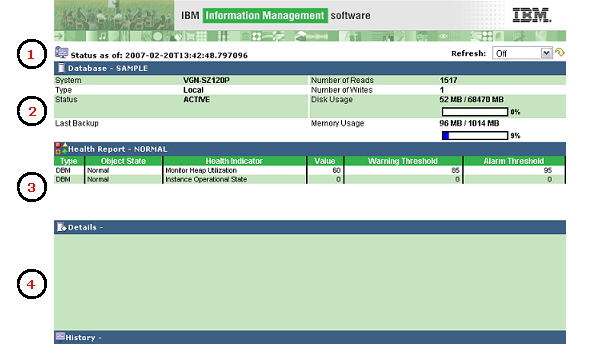 IBM Information Management software
IBM
1
Status as of: 2007-02-20T13:42:48.797096
Refresh: Off
Database - SAMPLE
2
System VGN-SZ120P Number of Reads 1517
Type Local Number of Writes 1
Status ACTIVE Disk Usage 52 MB / 68470 MB
0%
Last Backup Memory Usage 96 MB / 1014 MB
9%
Health Report - NORMAL
3
Type Object State Health Indicator Value Warning Threshold Alarm Threshold
DBM Normal Monitor Heap Utilization 60 85 95
DBM Normal Instance Operational State 0 0 0
Details -
4
History -